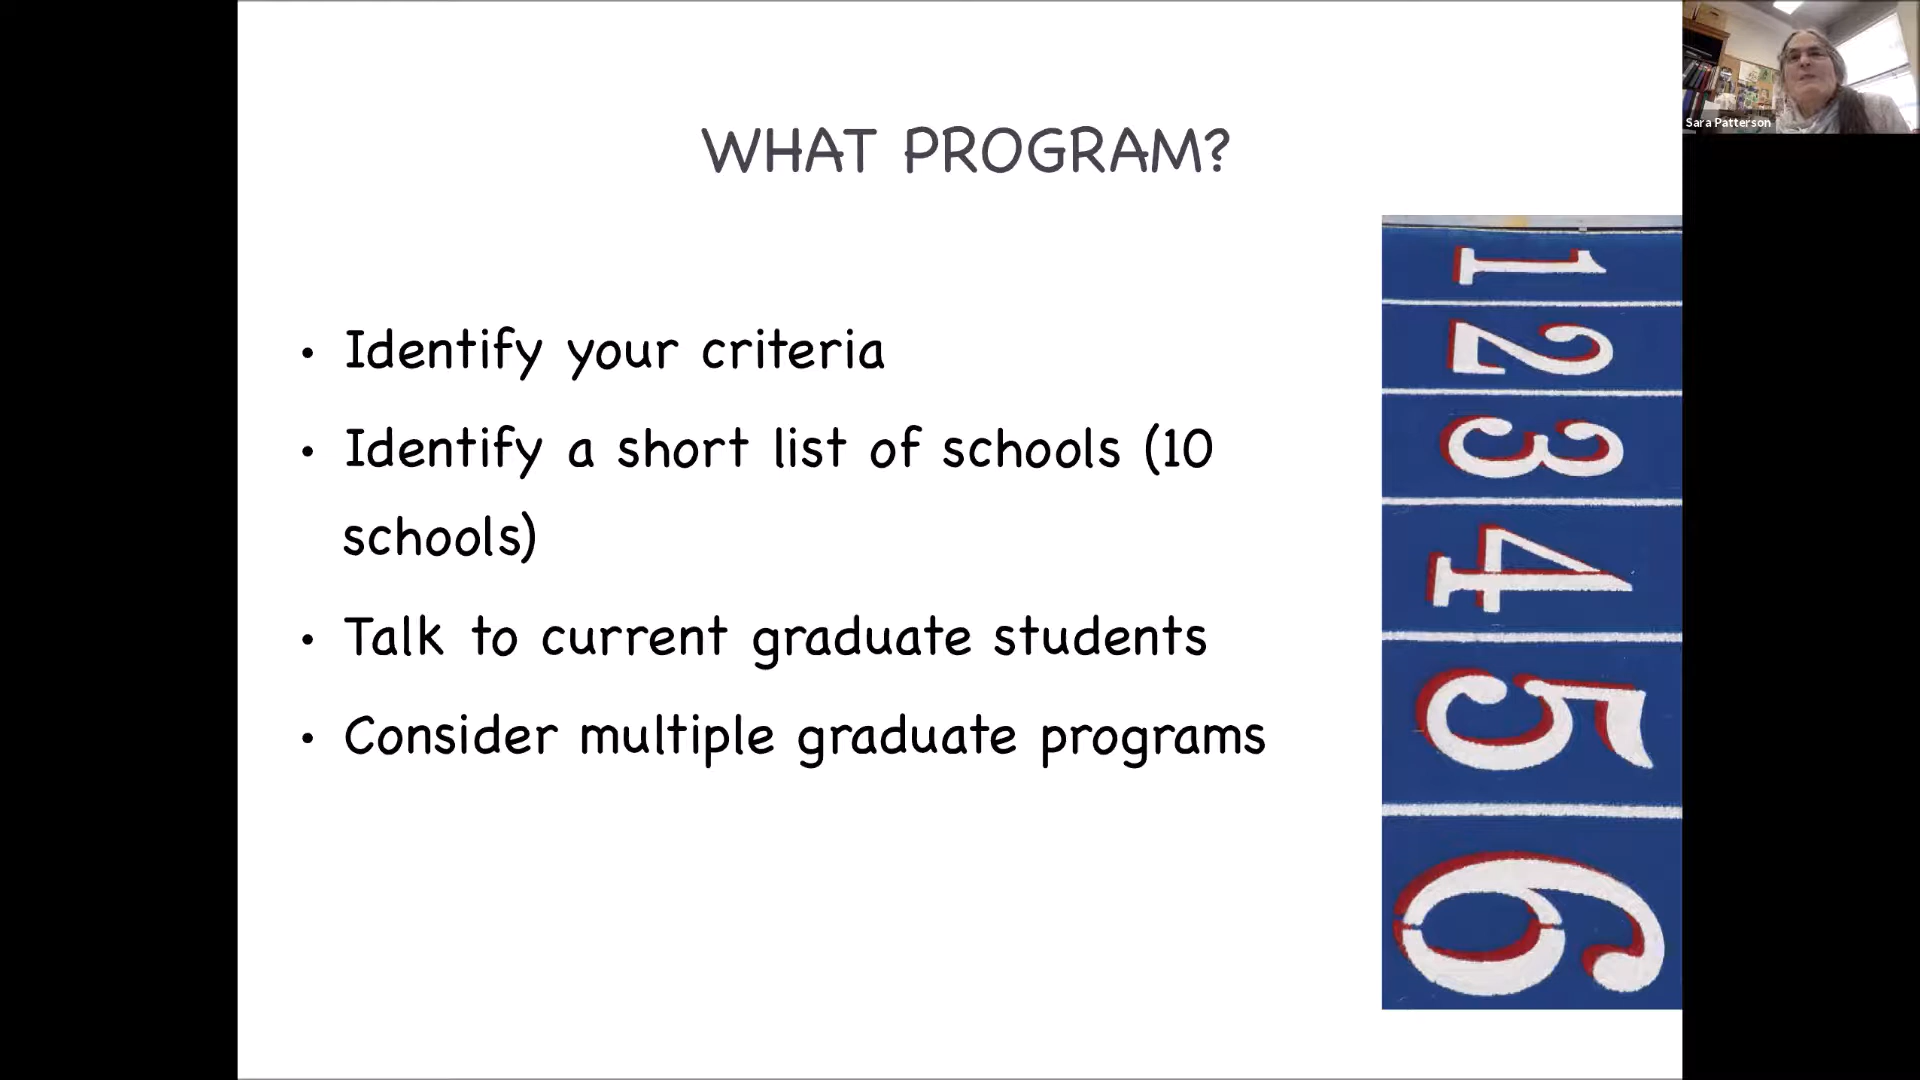 Sara Patterson
WHAT PROGRAM?
• Identify your criteria
• Identify a short list of schools (10
schools)
• Talk to current graduate students
• Consider multiple graduate programs
1
2
3
4
5
6